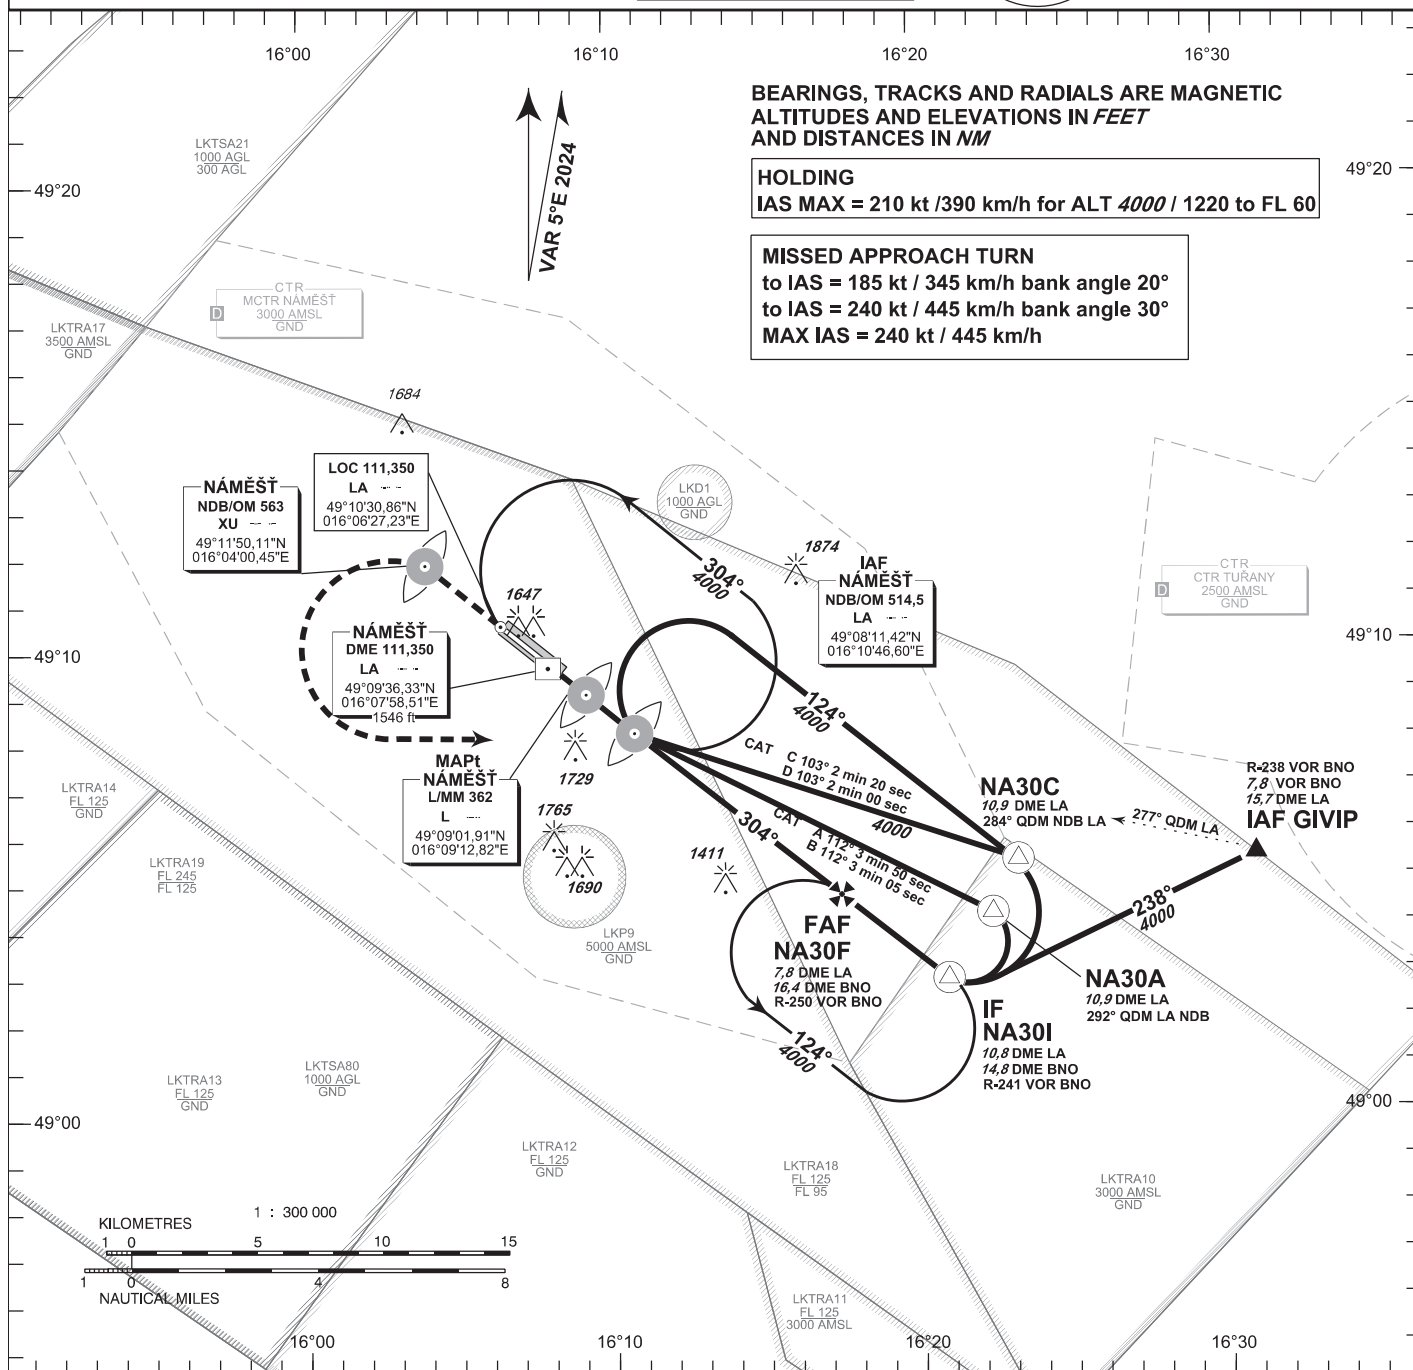 16°00'
16°10'
16°20'
16°30'
BEARINGS, TRACKS AND RADIALS ARE MAGNETIC
ALTITUDES AND ELEVATIONS IN FEET
AND DISTANCES IN NM
HOLDING
IAS MAX = 210 kt /390 km/h for ALT 4000 / 1220 to FL 60
MISSED APPROACH TURN
to IAS = 185 kt / 345 km/h bank angle 20°
to IAS = 240 kt / 445 km/h bank angle 30°
MAX IAS = 240 kt / 445 km/h
VAR 5°E 2024
49°20
49°20
LKTSA21
1000 AGL
300 AGL
CTR
MCTR NÁMĚŠŤ
3000 AMSL
GND
D
LKTRA17
3500 AMSL
GND
1684
LOC 111,350
LA
49°10'30,86"N
016°06'27,23"E
NÁMĚŠŤ
NDB/OM 563
XU
49°11'50,11"N
016°04'00,45"E
LKD1
1000 AGL
GND
304°
4000
1874
IAF
NÁMĚŠŤ
NDB/OM 514,5
LA
49°08'11,42"N
016°10'46,60"E
CTR
CTR TUŘANY
2500 AMSL
GND
D
1647
NÁMĚŠŤ
DME 111,350
LA
49°09'36,33"N
016°07'58,51"E
1546 ft
49°10
49°10
124°
4000
CAT
C 103° 2 min 20 sec
D 103° 2 min 00 sec
4000
CAT
A 112° 3 min 50 sec
B 112° 3 min 05 sec
304°
1729
MAPt
NÁMĚŠŤ
L/MM 362
L
49°09'01,91"N
016°09'12,82"E
1765
1690
1411
LKP9
5000 AMSL
GND
NA30C
10,9 DME LA
284° QDM NDB LA
277° QDM LA
R-238 VOR BNO
7,8 VOR BNO
15,7 DME LA
IAF GIVIP
238°
4000
FAF
NA30F
7,8 DME LA
16,4 DME BNO
R-250 VOR BNO
NA30A
10,9 DME LA
292° QDM LA NDB
IF
NA30I
10,8 DME LA
14,8 DME BNO
R-241 VOR BNO
124°
4000
LKTRA14
FL 125
GND
LKTRA19
FL 245
FL 125
LKTRA13
FL 125
GND
LKTSA80
1000 AGL
GND
49°00
49°00
LKTRA12
FL 125
GND
LKTRA18
FL 125
FL 95
LKTRA10
3000 AMSL
GND
LKTRA11
FL 125
3000 AMSL
1 : 300 000
KILOMETRES
1 0 5 10 15
1 0 4 8
NAUTICAL MILES
16°00
16°10
16°20
16°30